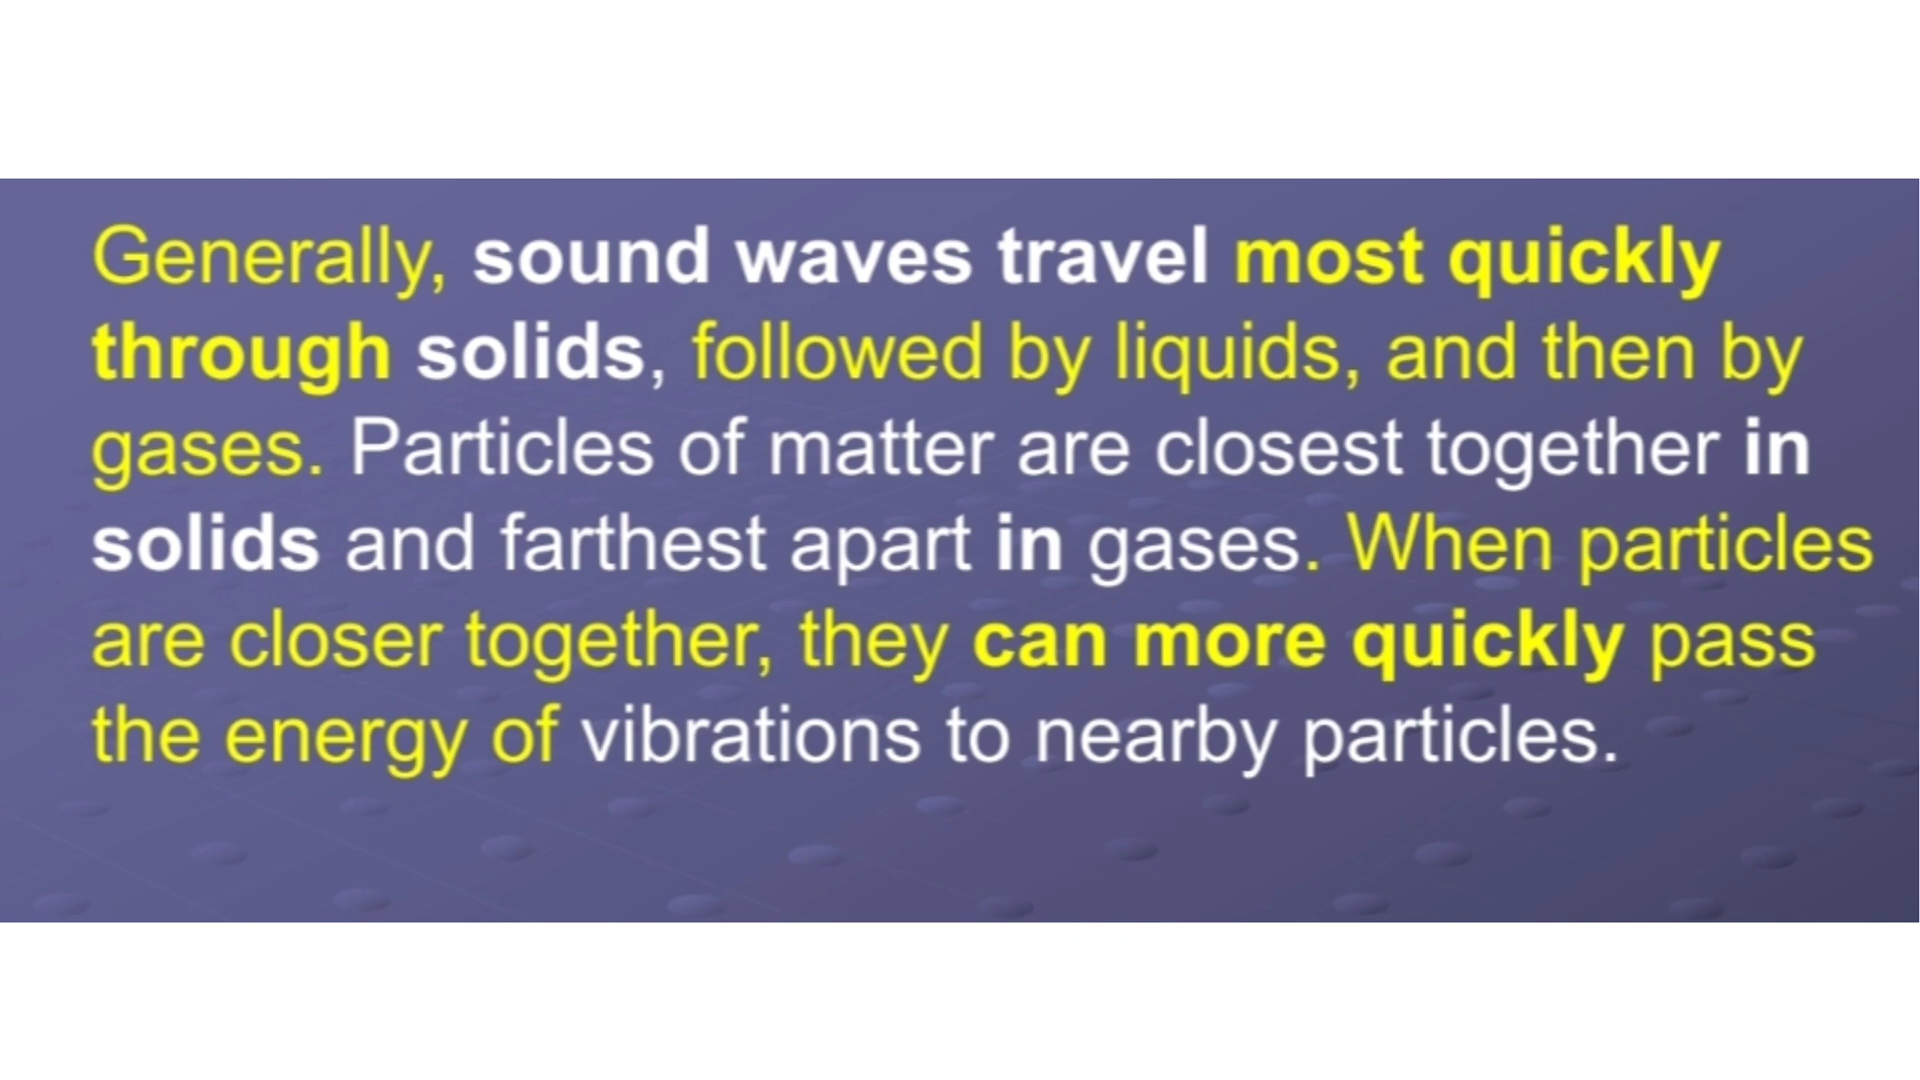 Generally, sound waves travel most quickly
through solids, followed by liquids, and then by
gases. Particles of matter are closest together in
solids and farthest apart in gases. When particles
are closer together, they can more quickly pass
the energy of vibrations to nearby particles.